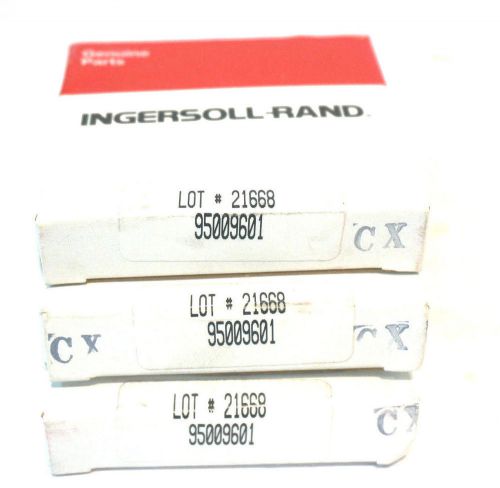 Genuine
Parts
INGERSOLL-RAND®
LOT # 21668
95009601
CX
LOT # 21668
95009601
CX
CX
LOT # 21668
95009601
CX